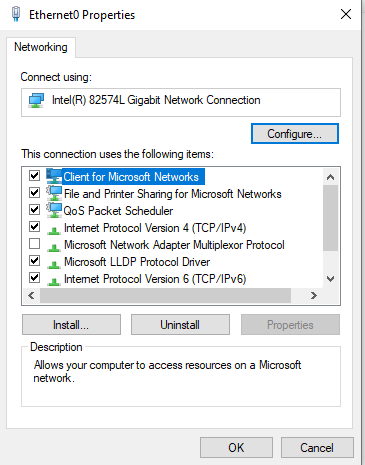 Ethernet0 Properties
Networking
Connect using:
Intel(R) 82574L Gigabit Network Connection
Configure...
This connection uses the following items:
Client for Microsoft Networks
File and Printer Sharing for Microsoft Networks
QoS Packet Scheduler
Internet Protocol Version 4 (TCP/IPv4)
Microsoft Network Adapter Multiplexor Protocol
Microsoft LLDP Protocol Driver
Internet Protocol Version 6 (TCP/IPv6)
Install... Uninstall Properties
Description
Allows your computer to access resources on a Microsoft
network.
OK Cancel